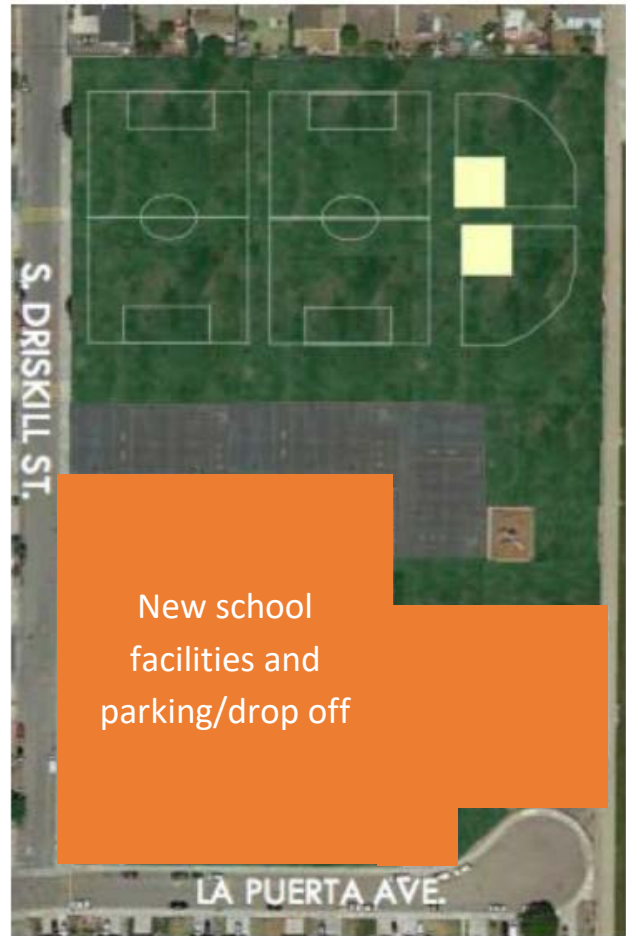 S. DRISKILL ST.
New school
facilities and
parking/drop off
LA PUERTA AVE.